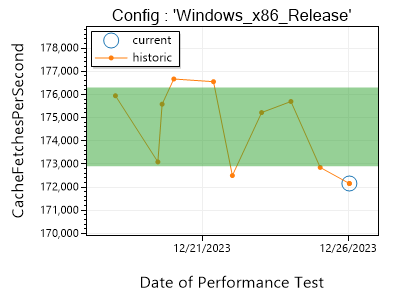 Config : 'Windows_x86_Release'
current
historic
178,000
177,000
176,000
175,000
174,000
173,000
172,000
171,000
170,000
CacheFetchesPerSecond
12/21/2023
12/26/2023
Date of Performance Test